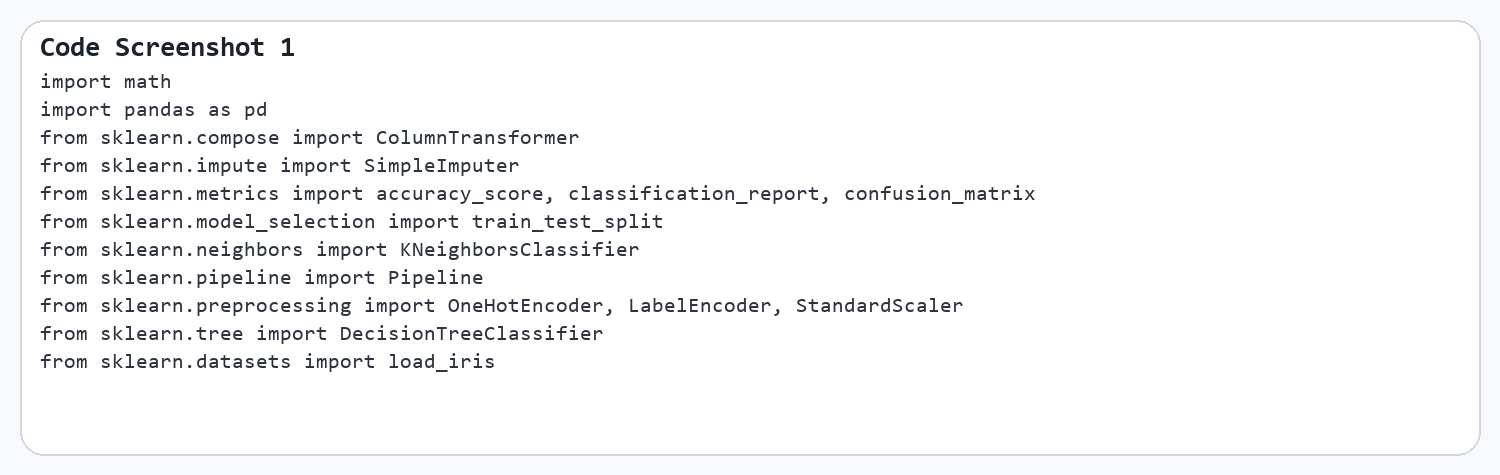 Code Screenshot 1
import math
import pandas as pd
from sklearn.compose import ColumnTransformer
from sklearn.impute import SimpleImputer
from sklearn.metrics import accuracy_score, classification_report, confusion_matrix
from sklearn.model_selection import train_test_split
from sklearn.neighbors import KNeighborsClassifier
from sklearn.pipeline import Pipeline
from sklearn.preprocessing import OneHotEncoder, LabelEncoder, StandardScaler
from sklearn.tree import DecisionTreeClassifier
from sklearn.datasets import load_iris